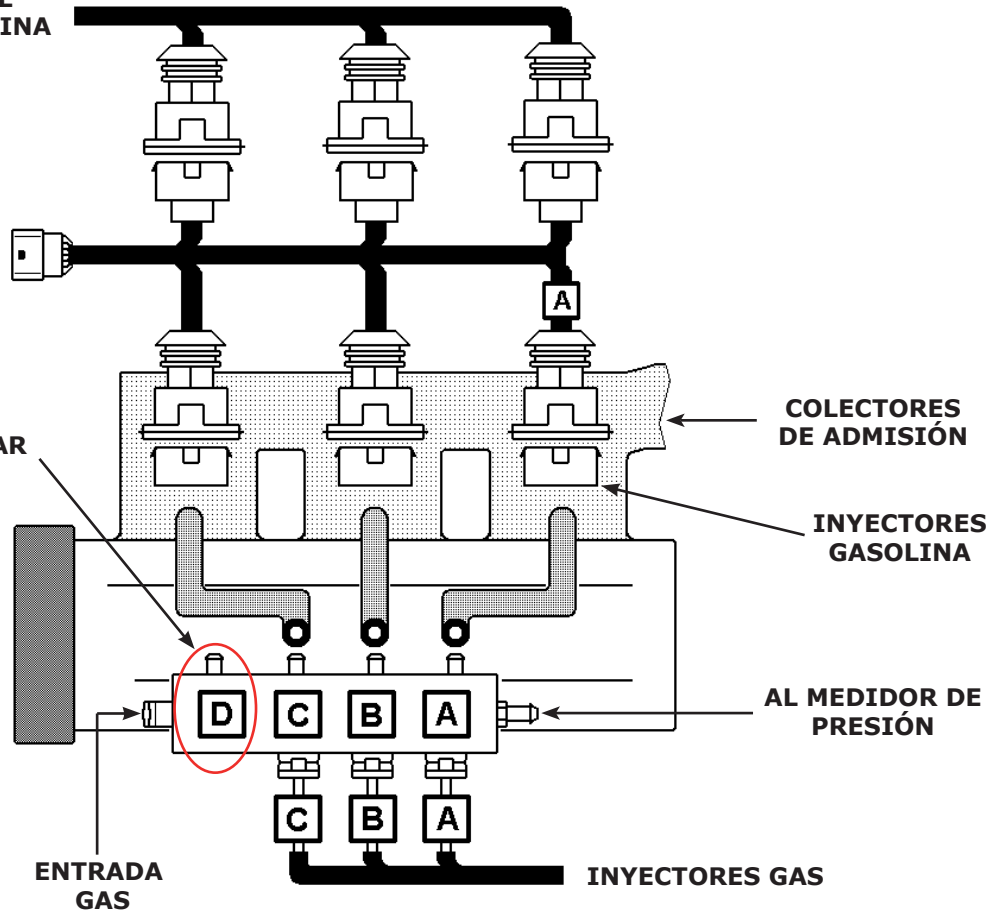 INA
A
COLECTORES
DE ADMISIÓN
AR
INYECTORES
GASOLINA
D C B A
AL MEDIDOR DE
PRESIÓN
C B A
ENTRADA
GAS
INYECTORES GAS